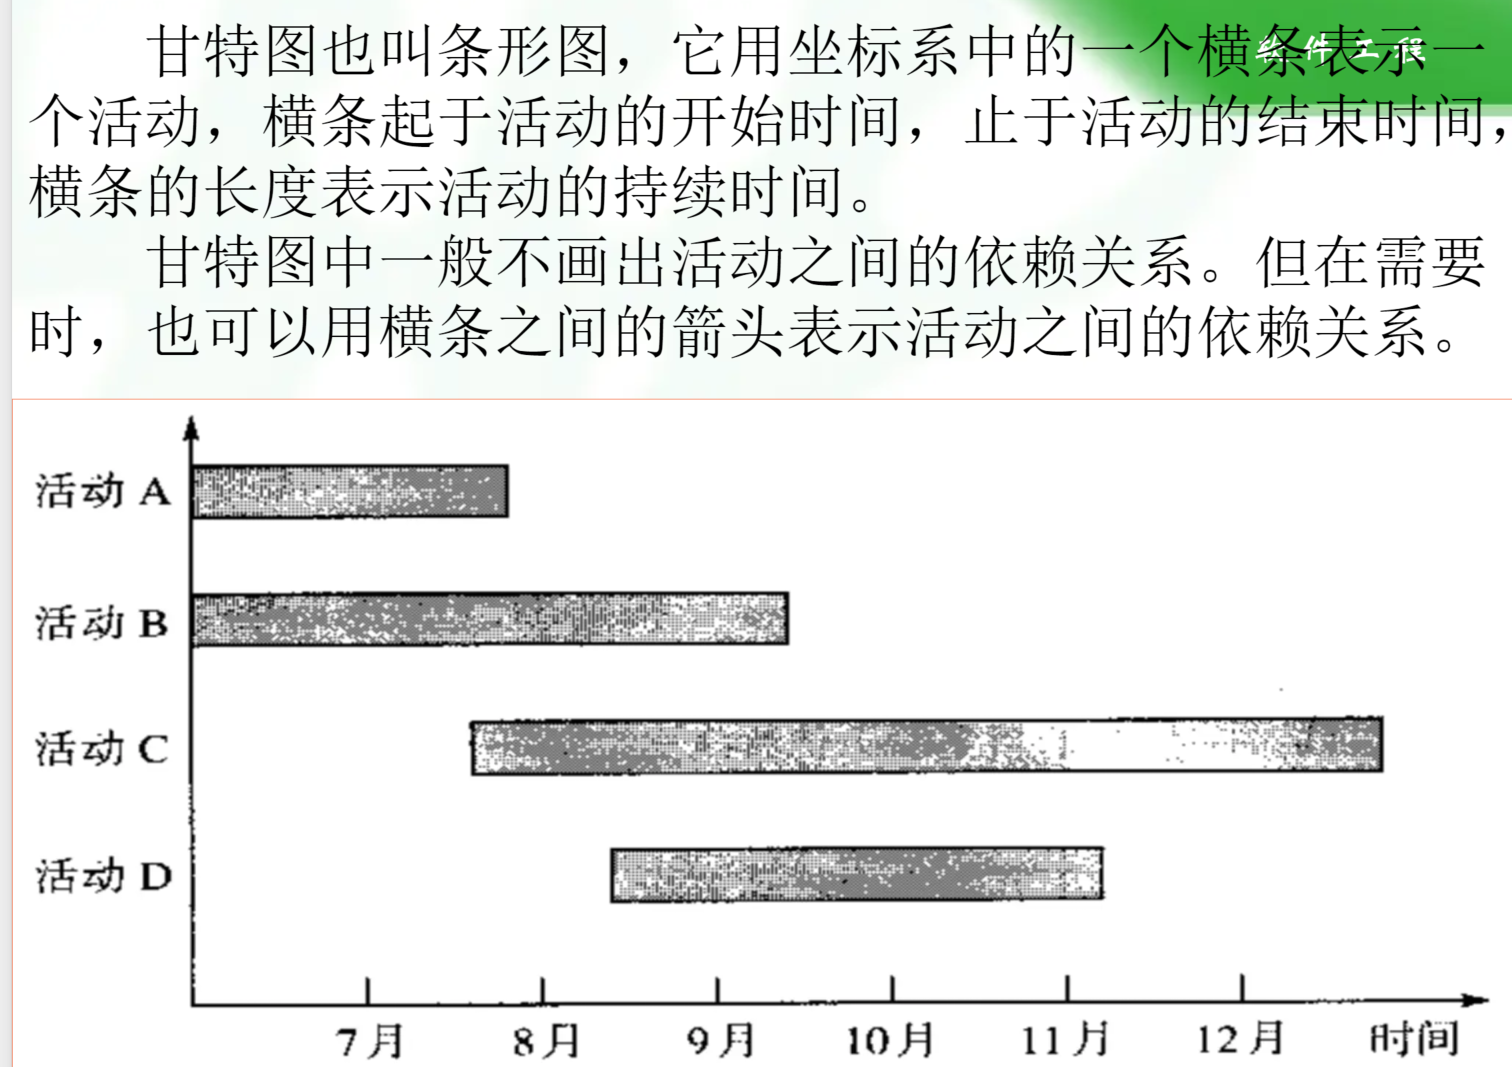 甘特图也叫条形图，它用坐标系中的一个横条表示一
软件工程
个活动，横条起于活动的开始时间，止于活动的结束时间，
横条的长度表示活动的持续时间。
甘特图中一般不画出活动之间的依赖关系。但在需要
时，也可以用横条之间的箭头表示活动之间的依赖关系。
活动 A
活动 B
活动 C
活动 D
7月 8月 9月 10月 11月 12月 时间